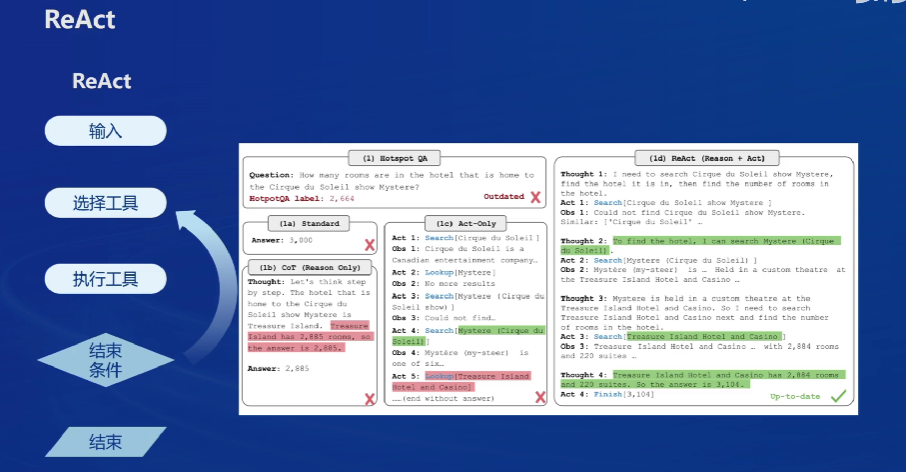 ReAct
ReAct
输入
选择工具
执行工具
结束
条件
结束
(1) Hotspot QA
Question: How many rooms are in the hotel that is home to
the Cirque du Soleil show Mystere?
HotpotQA label: 2,664
Outdated
(1a) Standard
Answer: 3,000
(1b) CoT (Reason Only)
Thought: Let's think step
by step. The hotel that is
home to the Cirque du
Soleil show Mystere is
Treasure Island. Treasure
Island has 2,885 rooms, so
the answer is 2,885.
Answer: 2,885
(1c) Act-Only
Act 1: Search[Cirque du Soleil]
Obs 1: Cirque du Soleil is a
Canadian entertainment company…
Act 2: Lookup[Mystere]
Obs 2: No more results
Act 3: Search[Mystere (Cirque du
Soleil show)]
Obs 3: Could not find…
Act 4: Search[Mystere (Cirque du
Soleil)]
Obs 4: Mystère (my-steer) is
one of six…
Act 5: Lookup[Treasure Island
Hotel and Casino]
……(end without answer)
(1d) ReAct (Reason + Act)
Thought 1: I need to search Cirque du Soleil show Mystere,
find the hotel it is in, then find the number of rooms in
the hotel.
Act 1: Search[Cirque du Soleil show Mystere ]
Obs 1: Could not find Cirque du Soleil show Mystere.
Similar: ['Cirque du Soleil' …
Thought 2: To find the hotel, I can search Mystere (Cirque
du Soleil).
Act 2: Search[Mystere (Cirque du Soleil) ]
Obs 2: Mystère (my-steer) is … Held in a custom theatre at
the Treasure Island Hotel and Casino …
Thought 3: Mystere is held in a custom theatre at the
Treasure Island Hotel and Casino. So I need to search
Treasure Island Hotel and Casino next and find the number
of rooms in the hotel.
Act 3: Search[Treasure Island Hotel and Casino ]
Obs 3: Treasure Island Hotel and Casino … with 2,884 rooms
and 220 suites …
Thought 4: Treasure Island Hotel and Casino has 2,884 rooms
and 220 suites. So the answer is 3,104.
Act 4: Finish[3,104]
Up-to-date